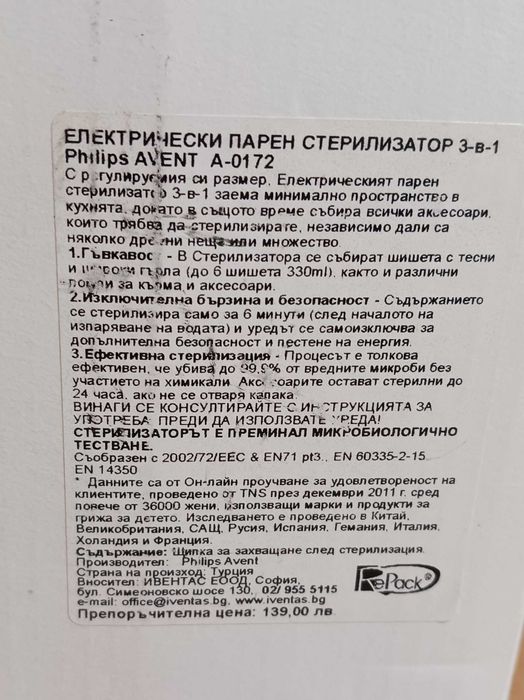 ЕЛЕКТРИЧЕСКИ ПАРЕН СТЕРИЛИЗАТОР 3-в-1
Philips AVENT A-0172
С регулируемия си размер, Електрическият парен
стерилизатор 3-в-1 заема минимално пространство в
кухнята, докато в същото време събира всички аксесоари,
които трябва да стерилизирате, независимо дали са
няколко дребни неща или множество.
1.Гъвкавост - В Стерилизатора се събират шишета с тесни
и широки гърла (до 6 шишета 330ml), както и различни
помпи за кърма и аксесоари.
2.Изключителна бързина и безопасност - Съдържанието
се стерилизира само за 6 минути (след началото на
изпаряване на водата) и уредът се самоизключва за
допълнителна безопасност и пестене на енергия.
3.Ефективна стерилизация - Процесът е толкова
ефективен, че убива до 99,9% от вредните микроби без
участието на химикали. Аксесоарите остават стерилни до
24 часа, ако не се отваря капака.
ВИНАГИ СЕ КОНСУЛТИРАЙТЕ С ИНСТРУКЦИЯТА ЗА
УПОТРЕБА, ПРЕДИ ДА ИЗПОЛЗВАТЕ УРЕДА!
СТЕРИЛИЗАТОРЪТ Е ПРЕМИНАЛ МИКРОБИОЛОГИЧНО
ТЕСТВАНЕ.
Съобразен с 2002/72/EEC & EN71 pt3., EN 60335-2-15,
EN 14350
* Данните са от Он-лайн проучване за удовлетвореност на
клиентите, проведено от TNS през декември 2011 г. сред
повече от 36000 жени, използващи марки и продукти за
грижа за детето. Изследването е проведено в Китай,
Великобритания, САЩ, Русия, Испания, Гемания, Италия,
Холандия и Франция.
Съдържание: Щипка за захващане след стерилизация.
Производител: Philips Avent
Страна на произход: Турция
Вносител: ИВЕНТАС ЕООД, София,
бул. Симеоновско шосе 130, 02/ 955 5115
e-mail: office@iventas.bg, www.iventas.bg
Препоръчителна цена: 139,00 лв
RePack®